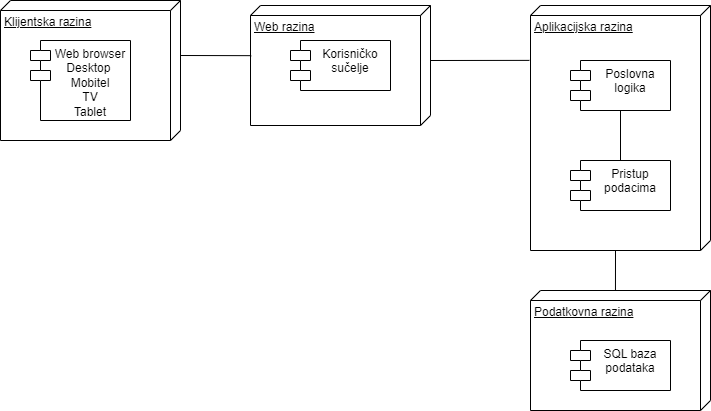 Klijentska razina
Web browser
Desktop
Mobitel
TV
Tablet
Web razina
Korisničko
sučelje
Aplikacijska razina
Poslovna
logika
Pristup
podacima
Podatkovna razina
SQL baza
podataka